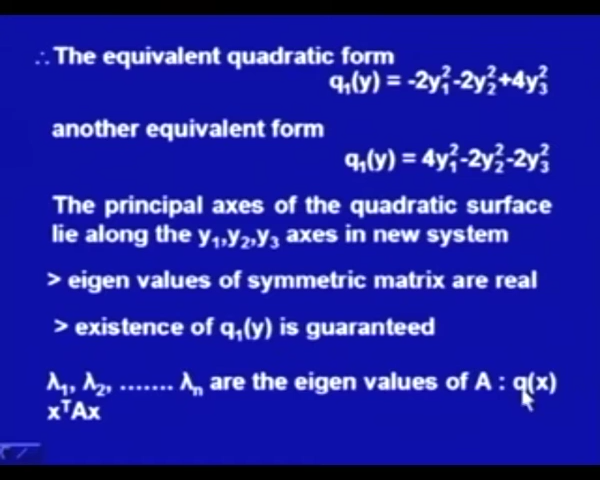 ∴ The equivalent quadratic form
q₁(y) = -2y₁²-2y₂²+4y₃²
another equivalent form
q₁(y) = 4y₁²-2y₂²-2y₃²
The principal axes of the quadratic surface
lie along the y₁,y₂,y₃ axes in new system
> eigen values of symmetric matrix are real
> existence of q₁(y) is guaranteed
λ₁, λ₂, ....... λₙ are the eigen values of A : q(x)
xᵀAx